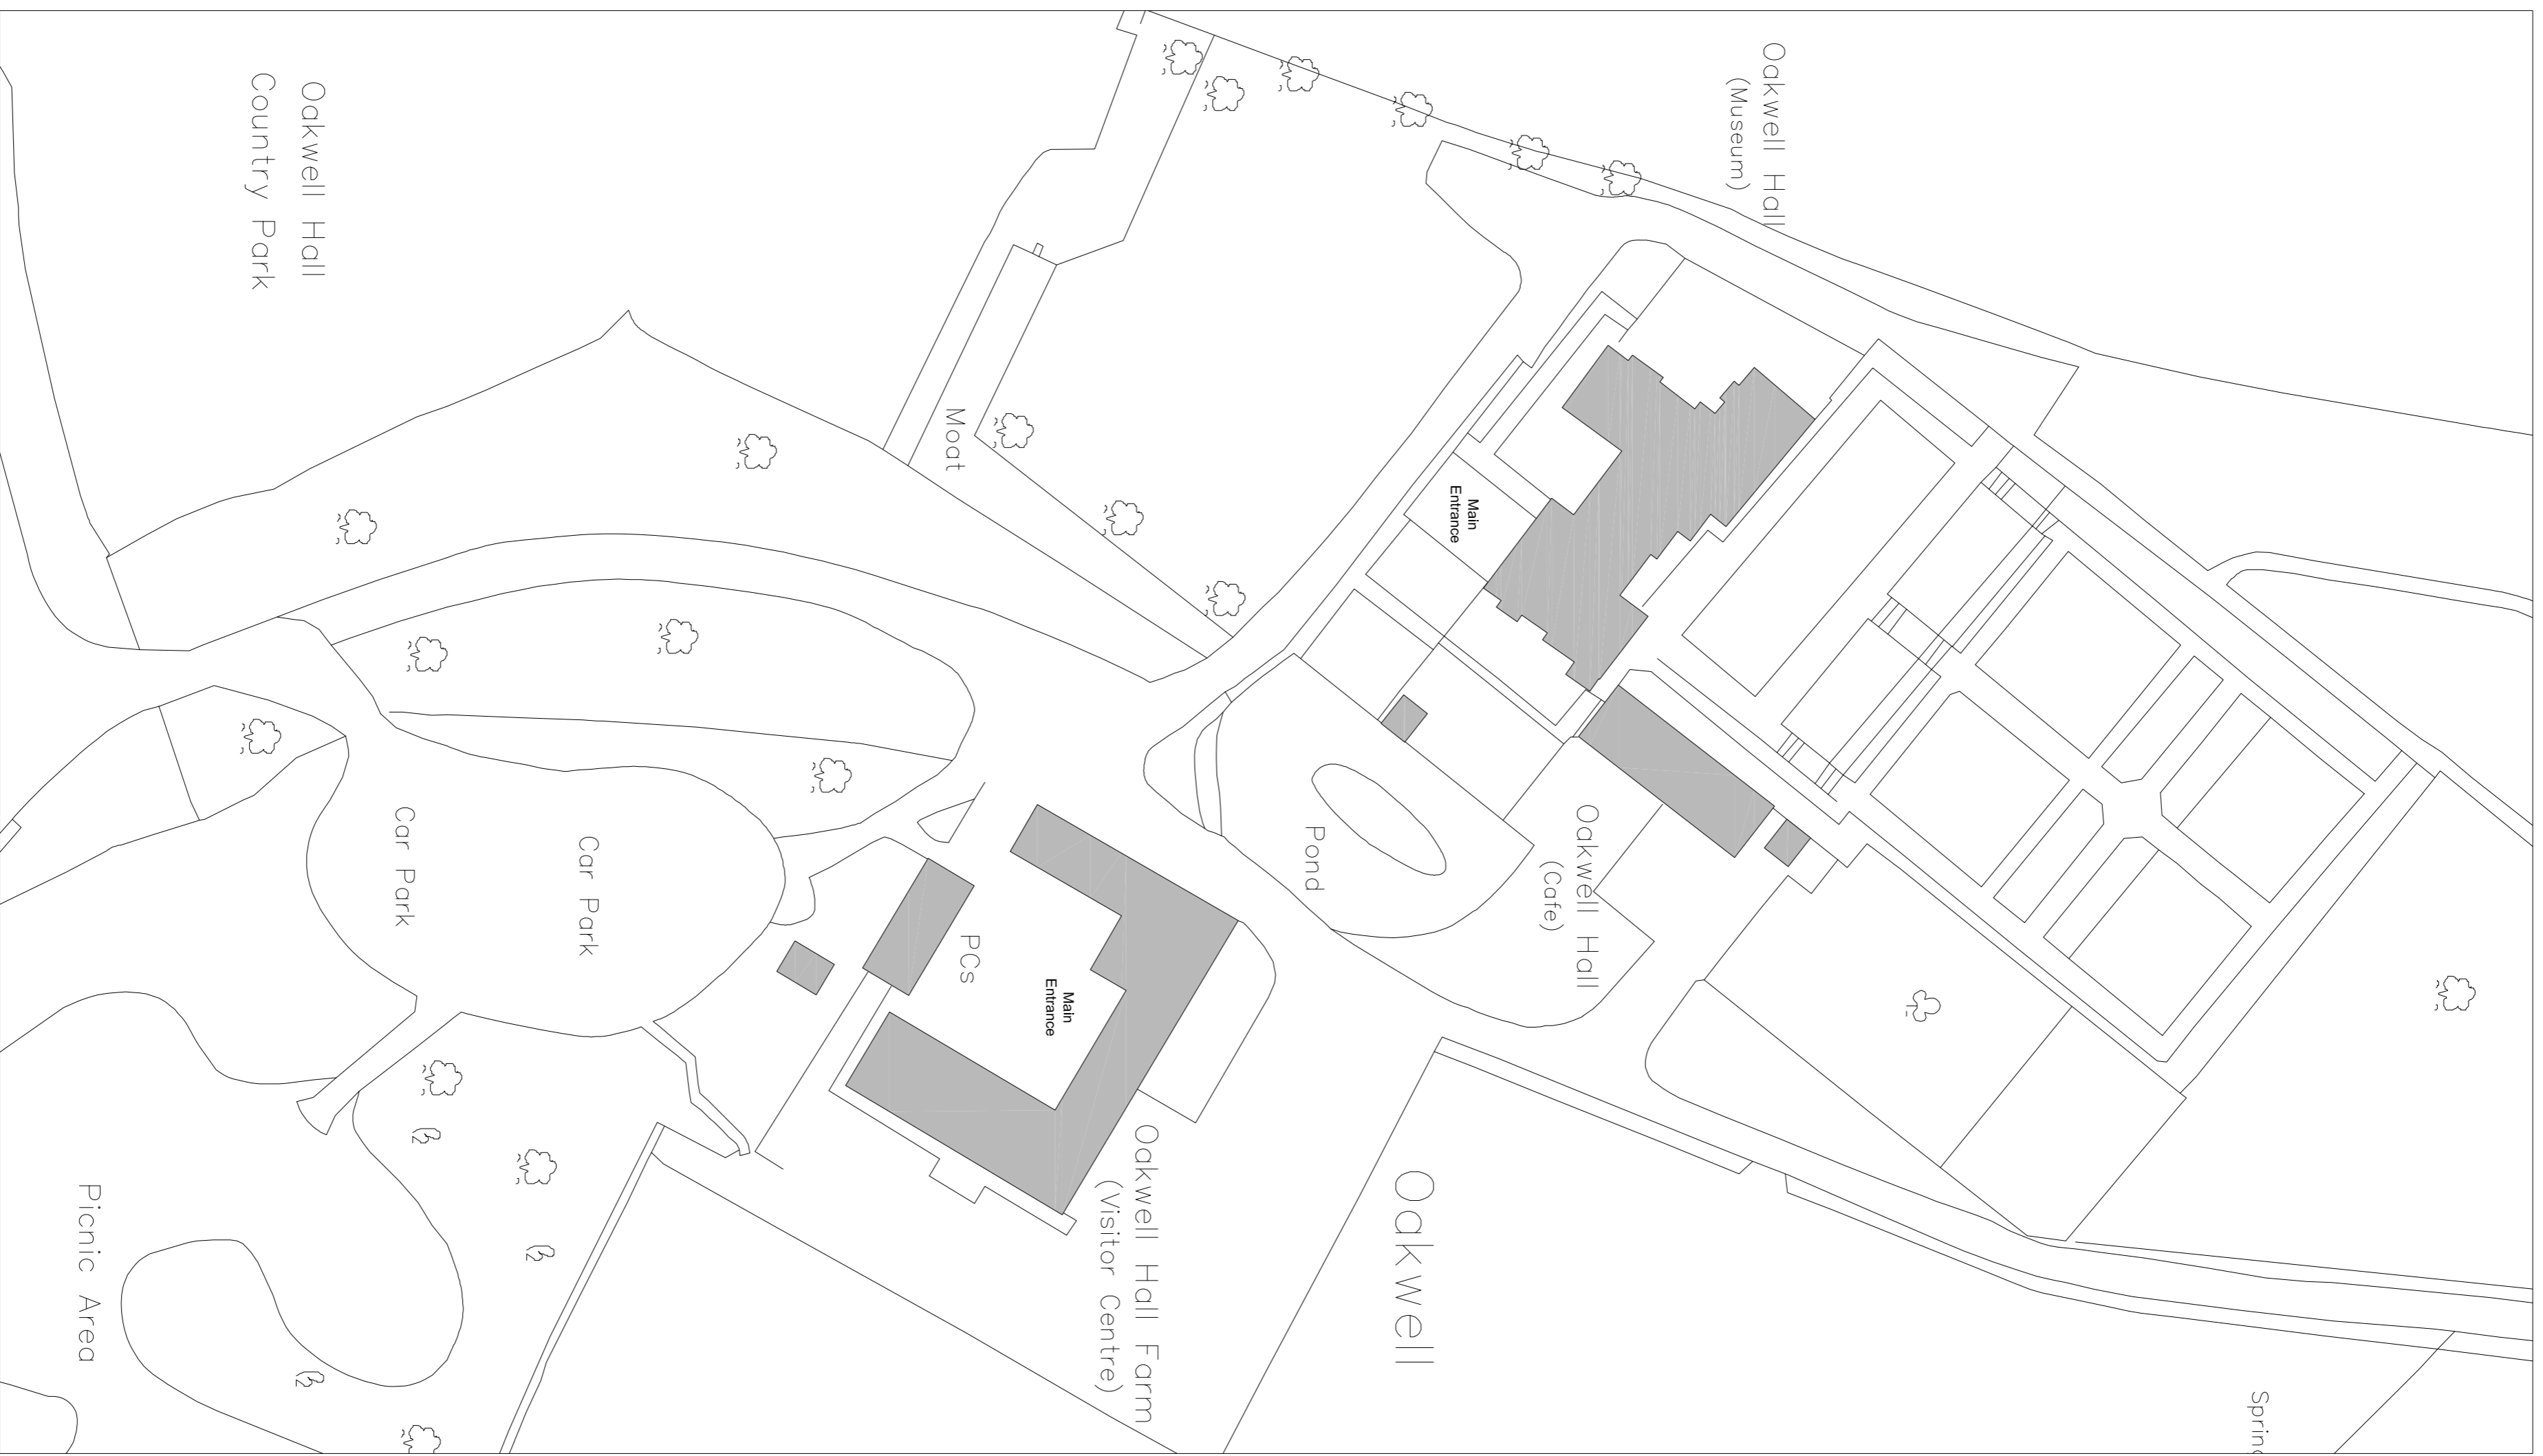 Spring
Oakwell Hall
(Museum)
Oakwell Hall
(Cafe)
Main
Entrance
Oakwell
Pond
Oakwell Hall Farm
(Visitor Centre)
Main
Entrance
PCs
Moat
Car Park
Car Park
Oakwell Hall
Country Park
Picnic Area